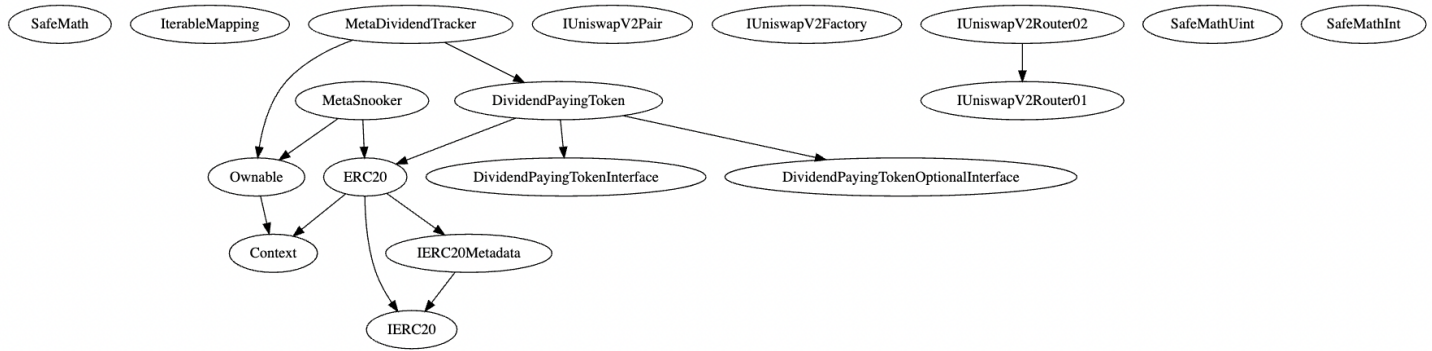 SafeMath
IterableMapping
MetaDividendTracker
IUniswapV2Pair
IUniswapV2Factory
IUniswapV2Router02
SafeMathUint
SafeMathInt
MetaSnooker
DividendPayingToken
IUniswapV2Router01
Ownable
ERC20
DividendPayingTokenInterface
DividendPayingTokenOptionalInterface
Context
IERC20Metadata
IERC20